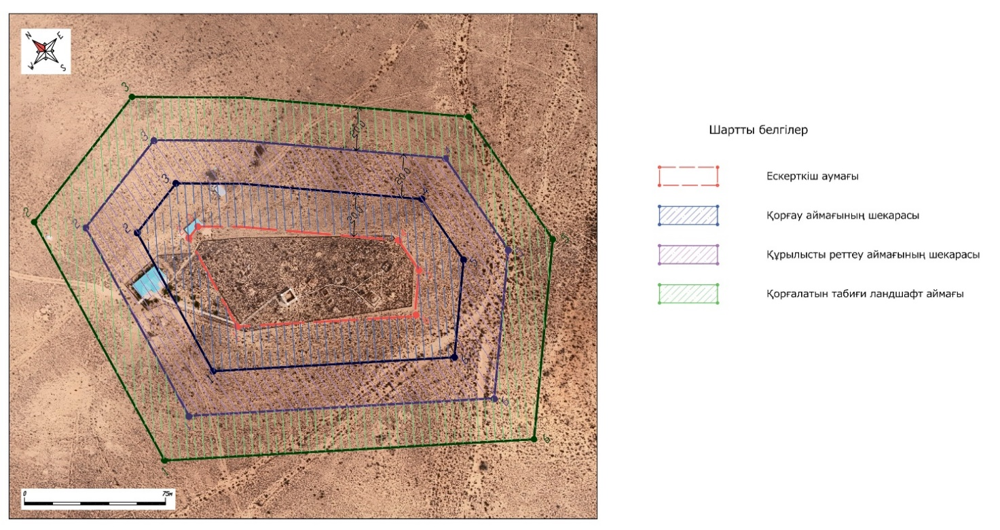 N
E
W
S
3
4
20.0
3
4
20.0
3
4
20.0
2
2
2
5
5
1
6
6
1
6
0
75м
Шартты белгілер
Ескерткіш аумағы
Қорғау аймағының шекарасы
Құрылысты реттеу аймағының шекарасы
Қорғалатын табиғи ландшафт аймағы